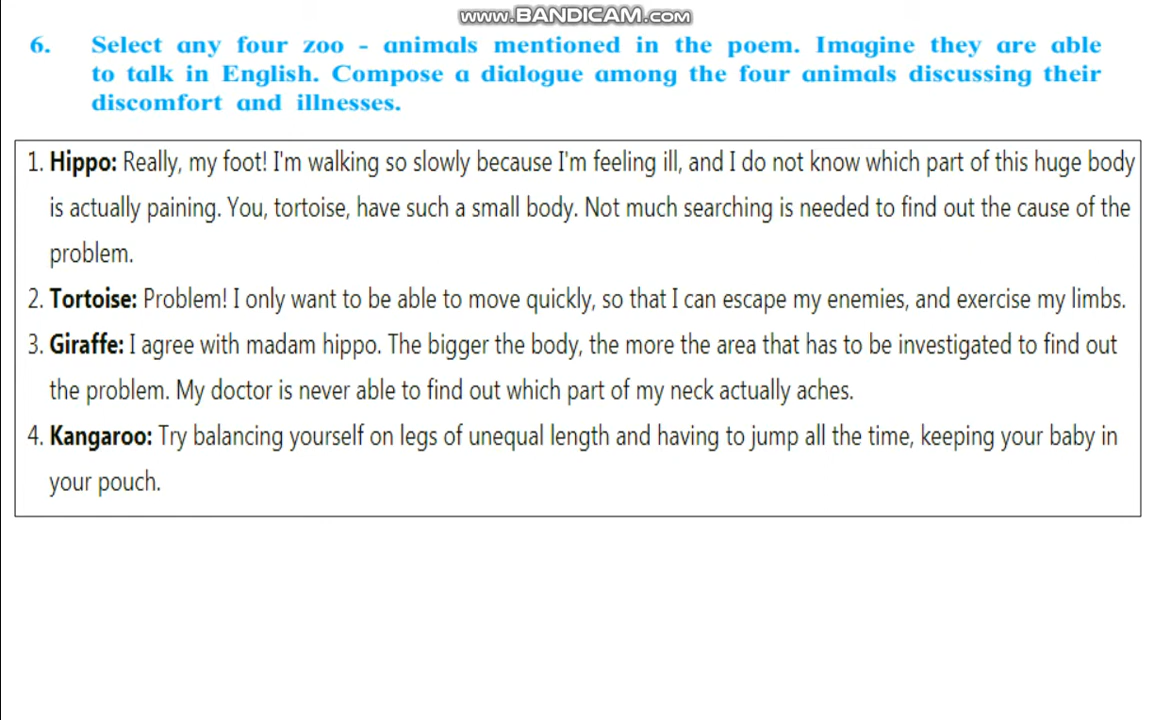 www.BANDICAM.com
6. Select any four zoo - animals mentioned in the poem. Imagine they are able
to talk in English. Compose a dialogue among the four animals discussing their
discomfort and illnesses.
1. Hippo: Really, my foot! I'm walking so slowly because I'm feeling ill, and I do not know which part of this huge body
is actually paining. You, tortoise, have such a small body. Not much searching is needed to find out the cause of the
problem.
2. Tortoise: Problem! I only want to be able to move quickly, so that I can escape my enemies, and exercise my limbs.
3. Giraffe: I agree with madam hippo. The bigger the body, the more the area that has to be investigated to find out
the problem. My doctor is never able to find out which part of my neck actually aches.
4. Kangaroo: Try balancing yourself on legs of unequal length and having to jump all the time, keeping your baby in
your pouch.